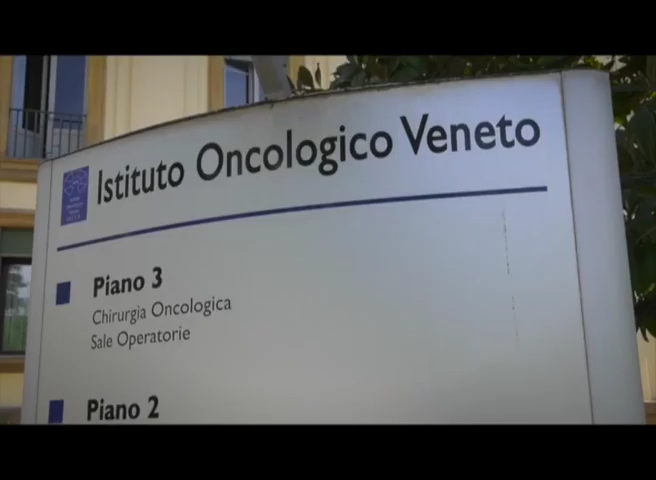 Istituto Oncologico Veneto
Piano 3
Chirurgia Oncologica
Sale Operatorie
Piano 2